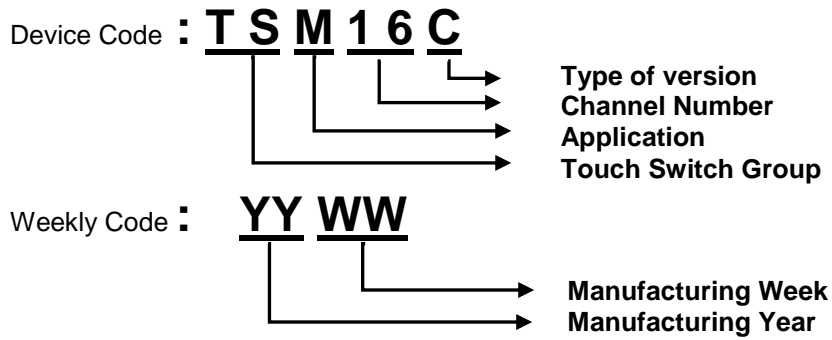 Device Code : T S M 1 6 C
Type of version
Channel Number
Application
Touch Switch Group
Weekly Code : YY WW
Manufacturing Week
Manufacturing Year